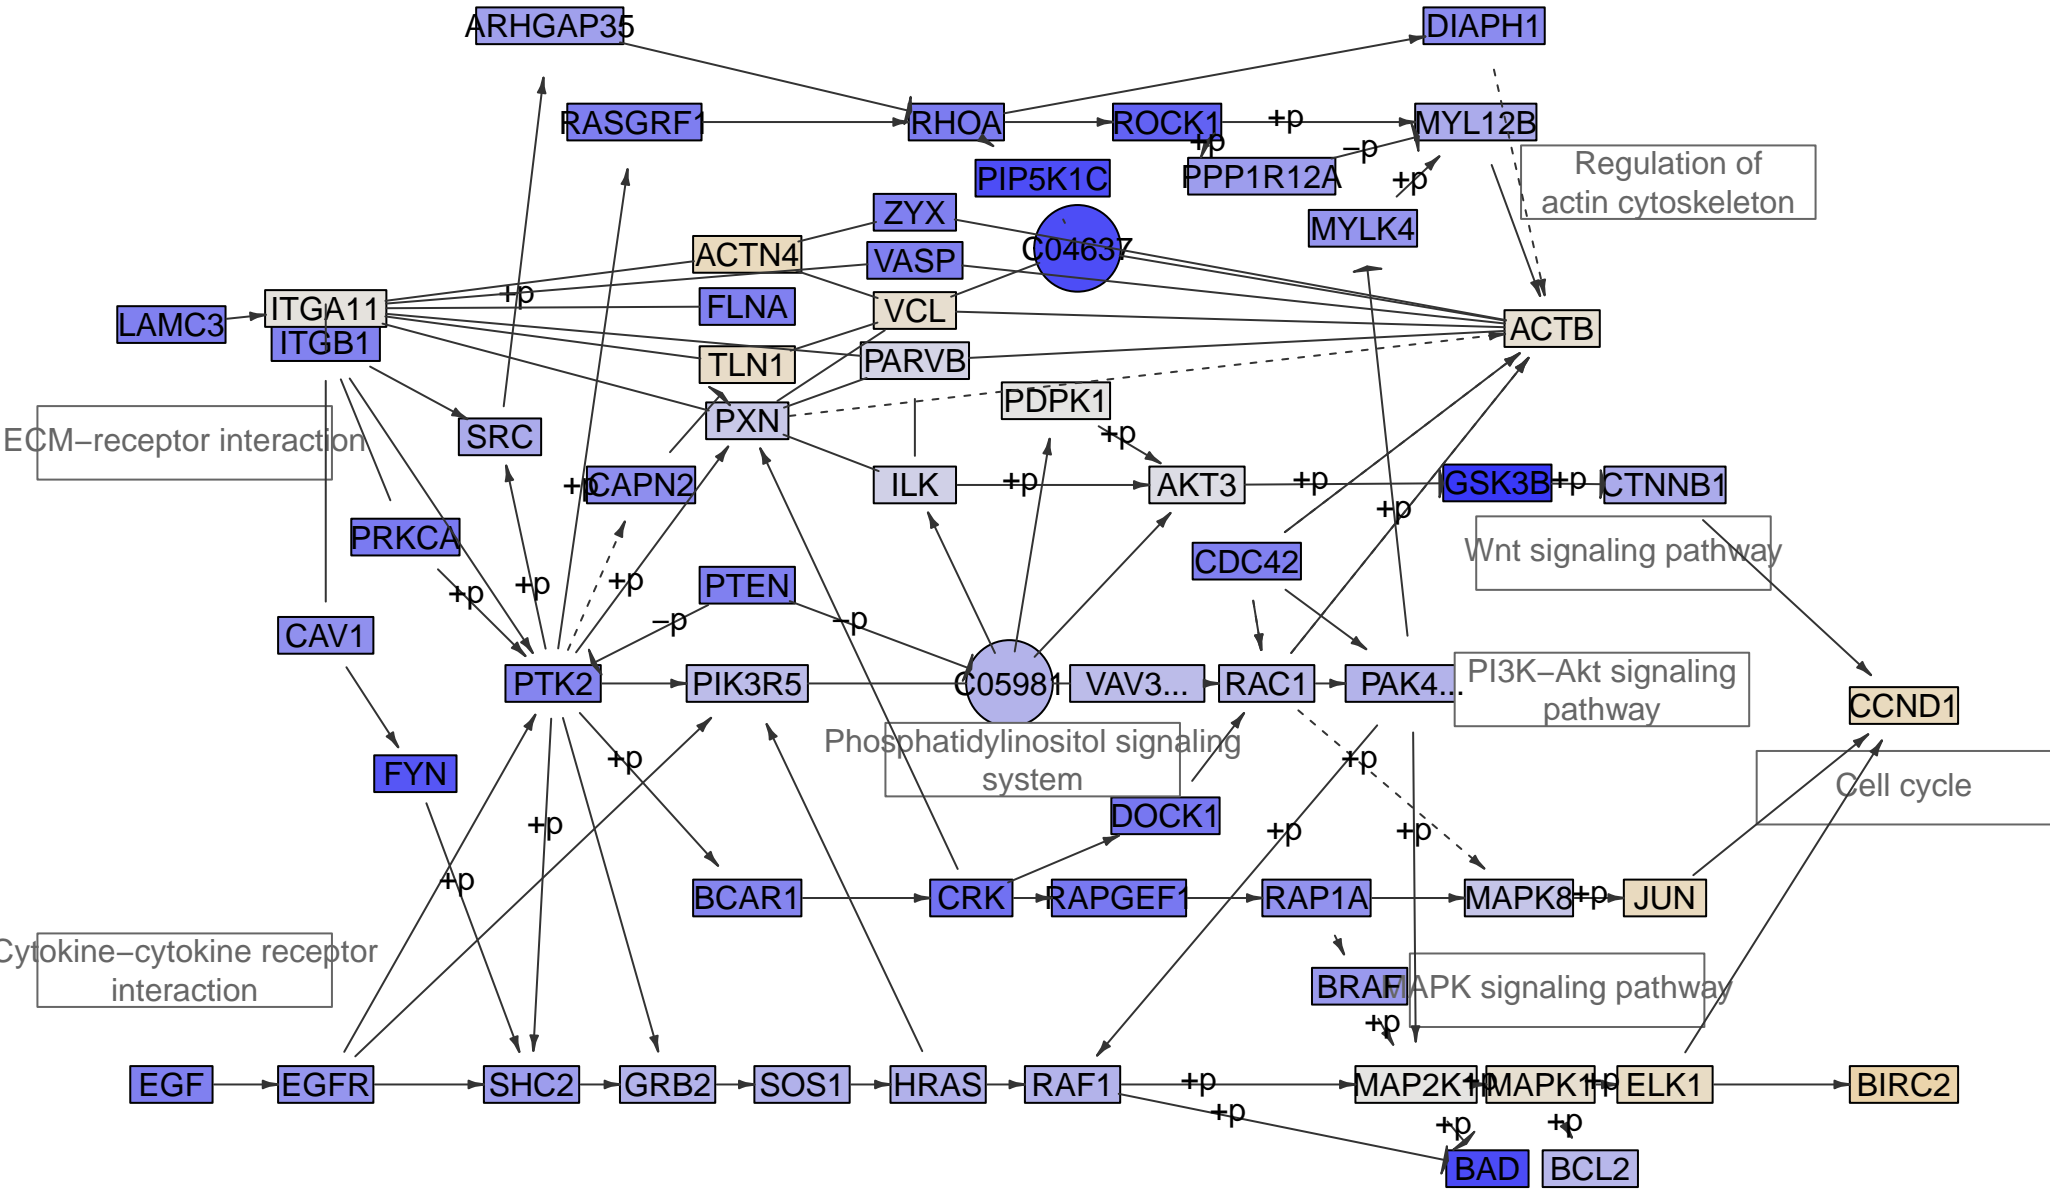 ARHGAP35
DIAPH1
RASGRF1
RHOA
ROCK1
+p
MYL12B
+p
−p
PIP5K1C
PPP1R12A
+p
Regulation of
actin cytoskeleton
ZYX
MYLK4
ACTN4
VASP
C04637
+p
LAMC3
ITGA11
FLNA
VCL
ITGB1
ACTB
TLN1
PARVB
PDPK1
PXN
SRC
+p
ECM−receptor interaction
+p
CAPN2
ILK
+p
AKT3
+p
GSK3B
+p
CTNNB1
+p
PRKCA
Wnt signaling pathway
CDC42
+p
+p
+p
PTEN
−p
−p
CAV1
PTK2
PIK3R5
C05981
VAV3...
RAC1
PAK4...
PI3K−Akt signaling
pathway
CCND1
Phosphatidylinositol signaling
system
+p
+p
FYN
Cell cycle
DOCK1
+p
+p
+p
+p
BCAR1
CRK
RAPGEF1
RAP1A
MAPK8
+p
JUN
Cytokine−cytokine receptor
interaction
BRAF
MAPK signaling pathway
+p
EGF
EGFR
SHC2
GRB2
SOS1
HRAS
RAF1
+p
MAP2K1
+p
MAPK1
+p
ELK1
BIRC2
+p
+p
+p
BAD
BCL2